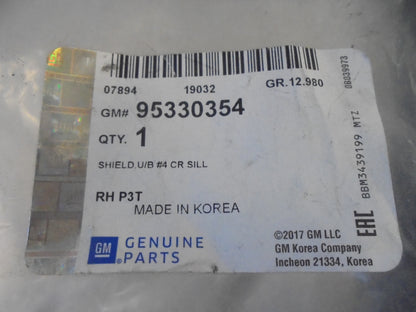 07894 19032 GR.12.980
GM# 95330354
QTY. 1
SHIELD,U/B #4 CR SILL
RH P3T
MADE IN KOREA
GM GENUINE
PARTS
©2017 GM LLC
GM Korea Company
Incheon 21334, Korea
08039973
BBM3439199 MTZ
EAC